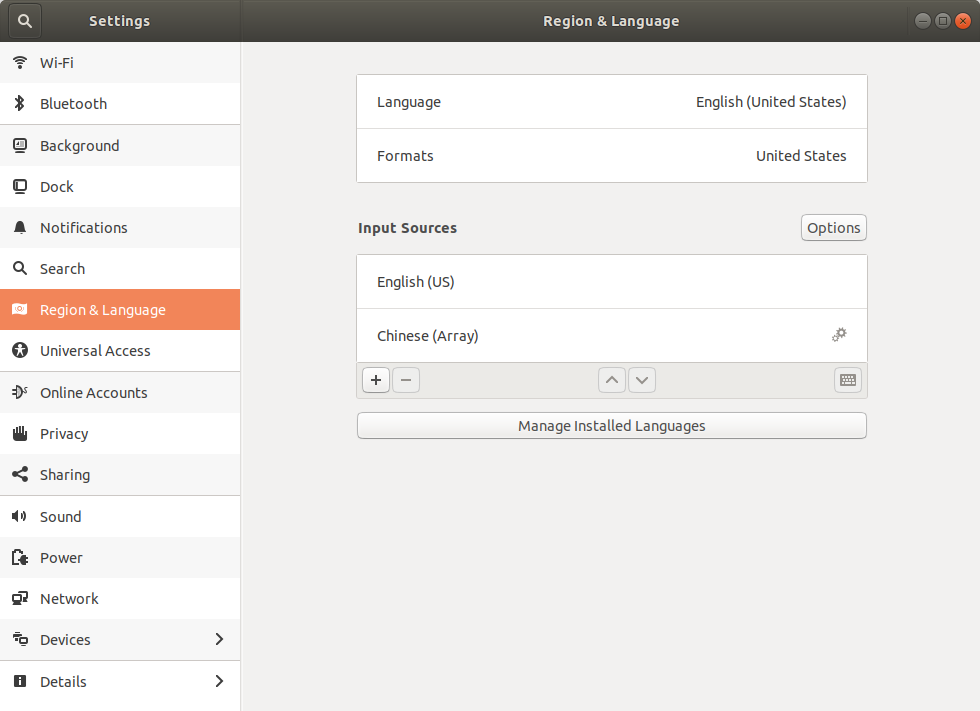 Settings
Region & Language
Wi-Fi
Bluetooth
Background
Dock
Notifications
Search
Region & Language
Universal Access
Online Accounts
Privacy
Sharing
Sound
Power
Network
Devices
Details
Language English (United States)
Formats United States
Input Sources Options
English (US)
Chinese (Array)
Manage Installed Languages